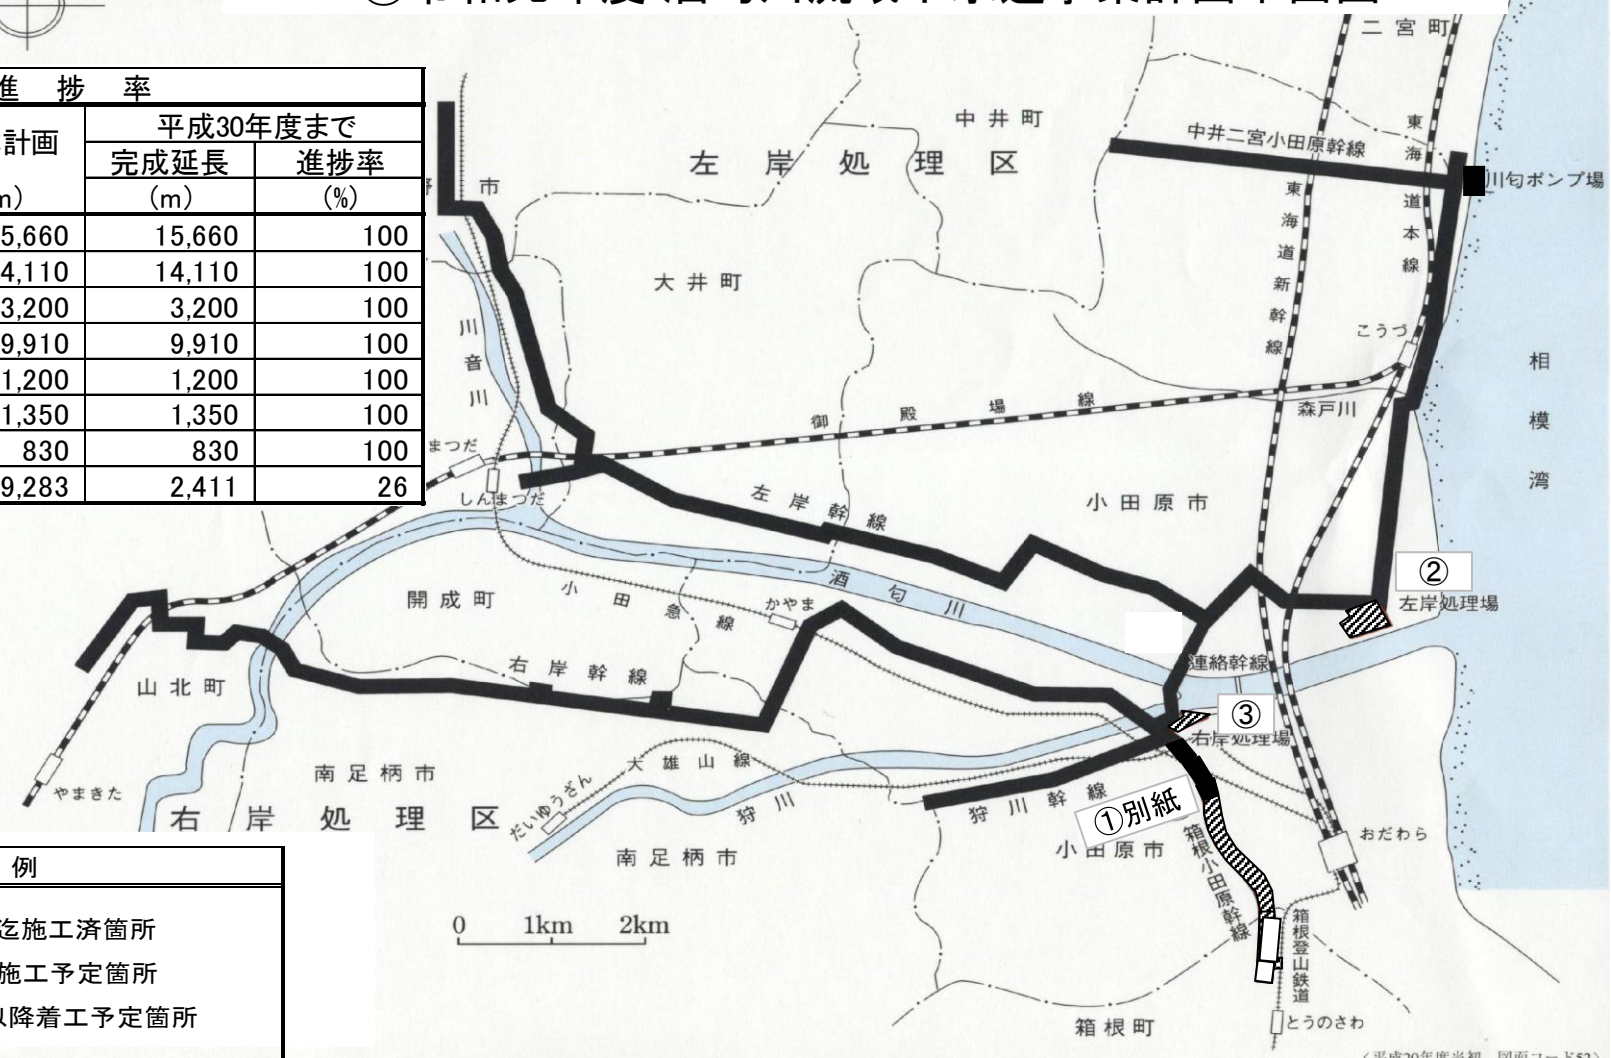 進捗率
計画
平成30年度まで
完成延長
進捗率
(m)
(%)
5,660 15,660 100
4,110 14,110 100
3,200 3,200 100
9,910 9,910 100
1,200 1,200 100
1,350 1,350 100
830 830 100
9,283 2,411 26
二宮町
中井町
左岸処理区
中井二宮小田原幹線
東海道本線
川匂ポンプ場
市
東海道新幹線
大井町
川音川
こうづ
相模湾
森戸川
御殿場線
まつだ
しんまつだ
左岸幹線
小田原市
②
左岸処理場
酒匂川
開成町
小田急線
かやま
右岸幹線
連絡幹線
山北町
③
右岸処理場
南足柄市
大雄山線
やまきた
だいゆうざん
狩川
狩川幹線
①別紙
右岸処理区
南足柄市
小田原市
箱根小田原幹線
おだわら
例
迄施工済箇所
施工予定箇所
以降着工予定箇所
0 1km 2km
箱根登山鉄道
箱根町
とうのさわ